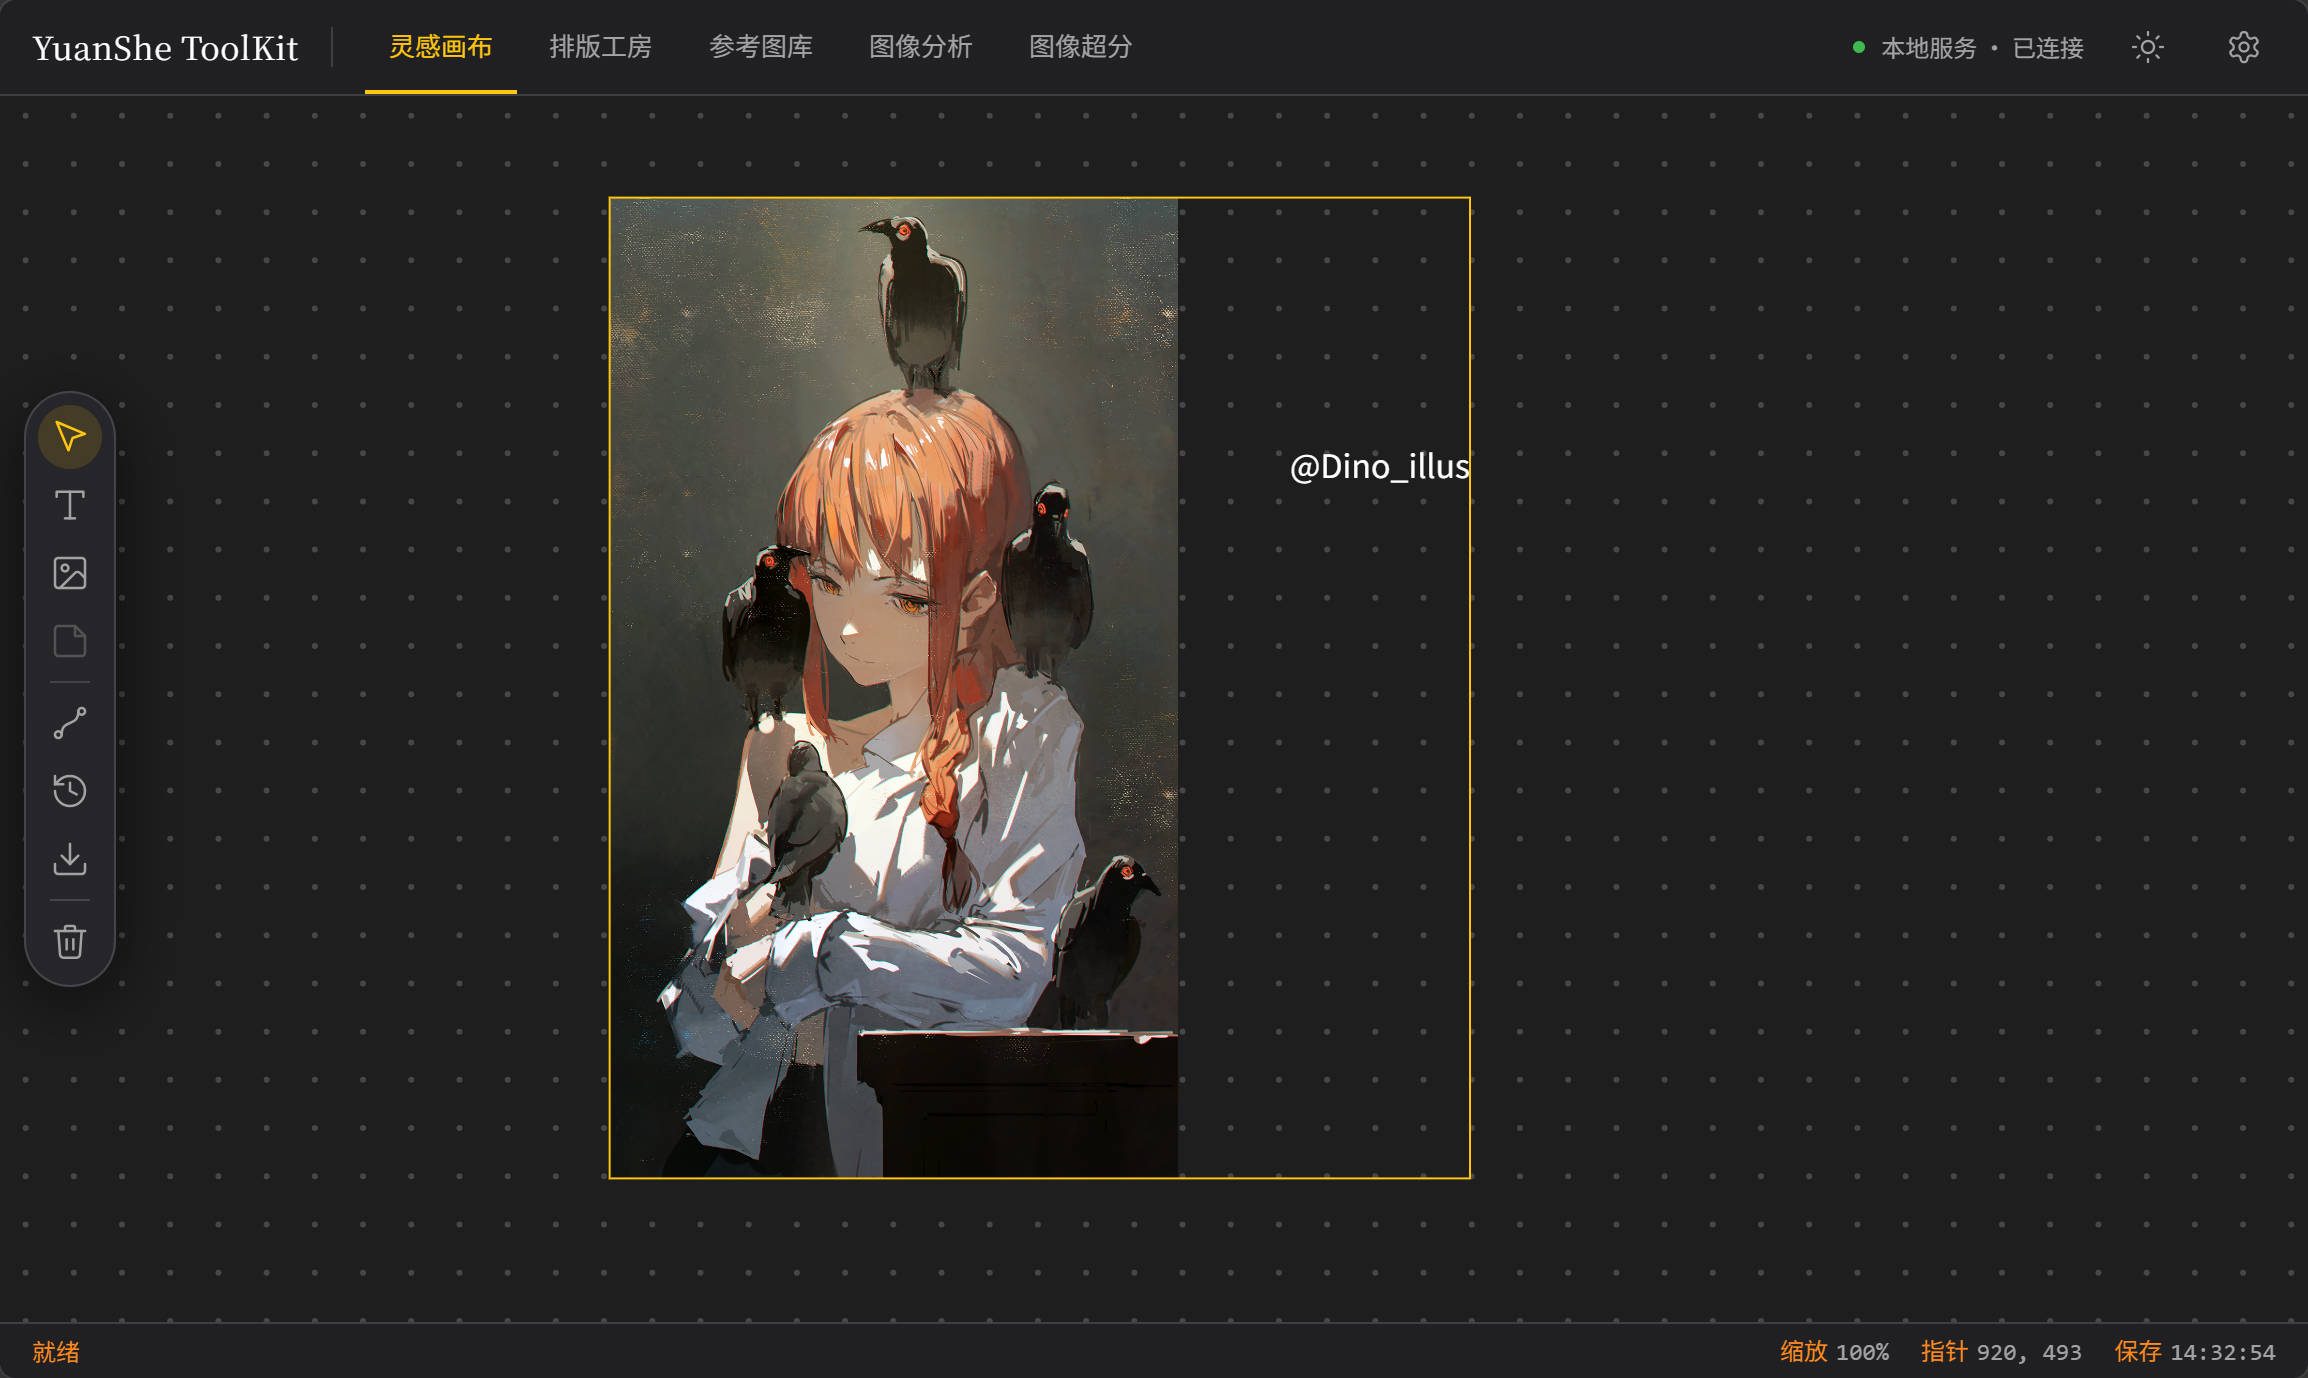 YuanShe ToolKit
灵感画布
排版工房
参考图库
图像分析
图像超分
本地服务 • 已连接
@Dino_illus
就绪
缩放 100% 指针 920, 493 保存 14:32:54